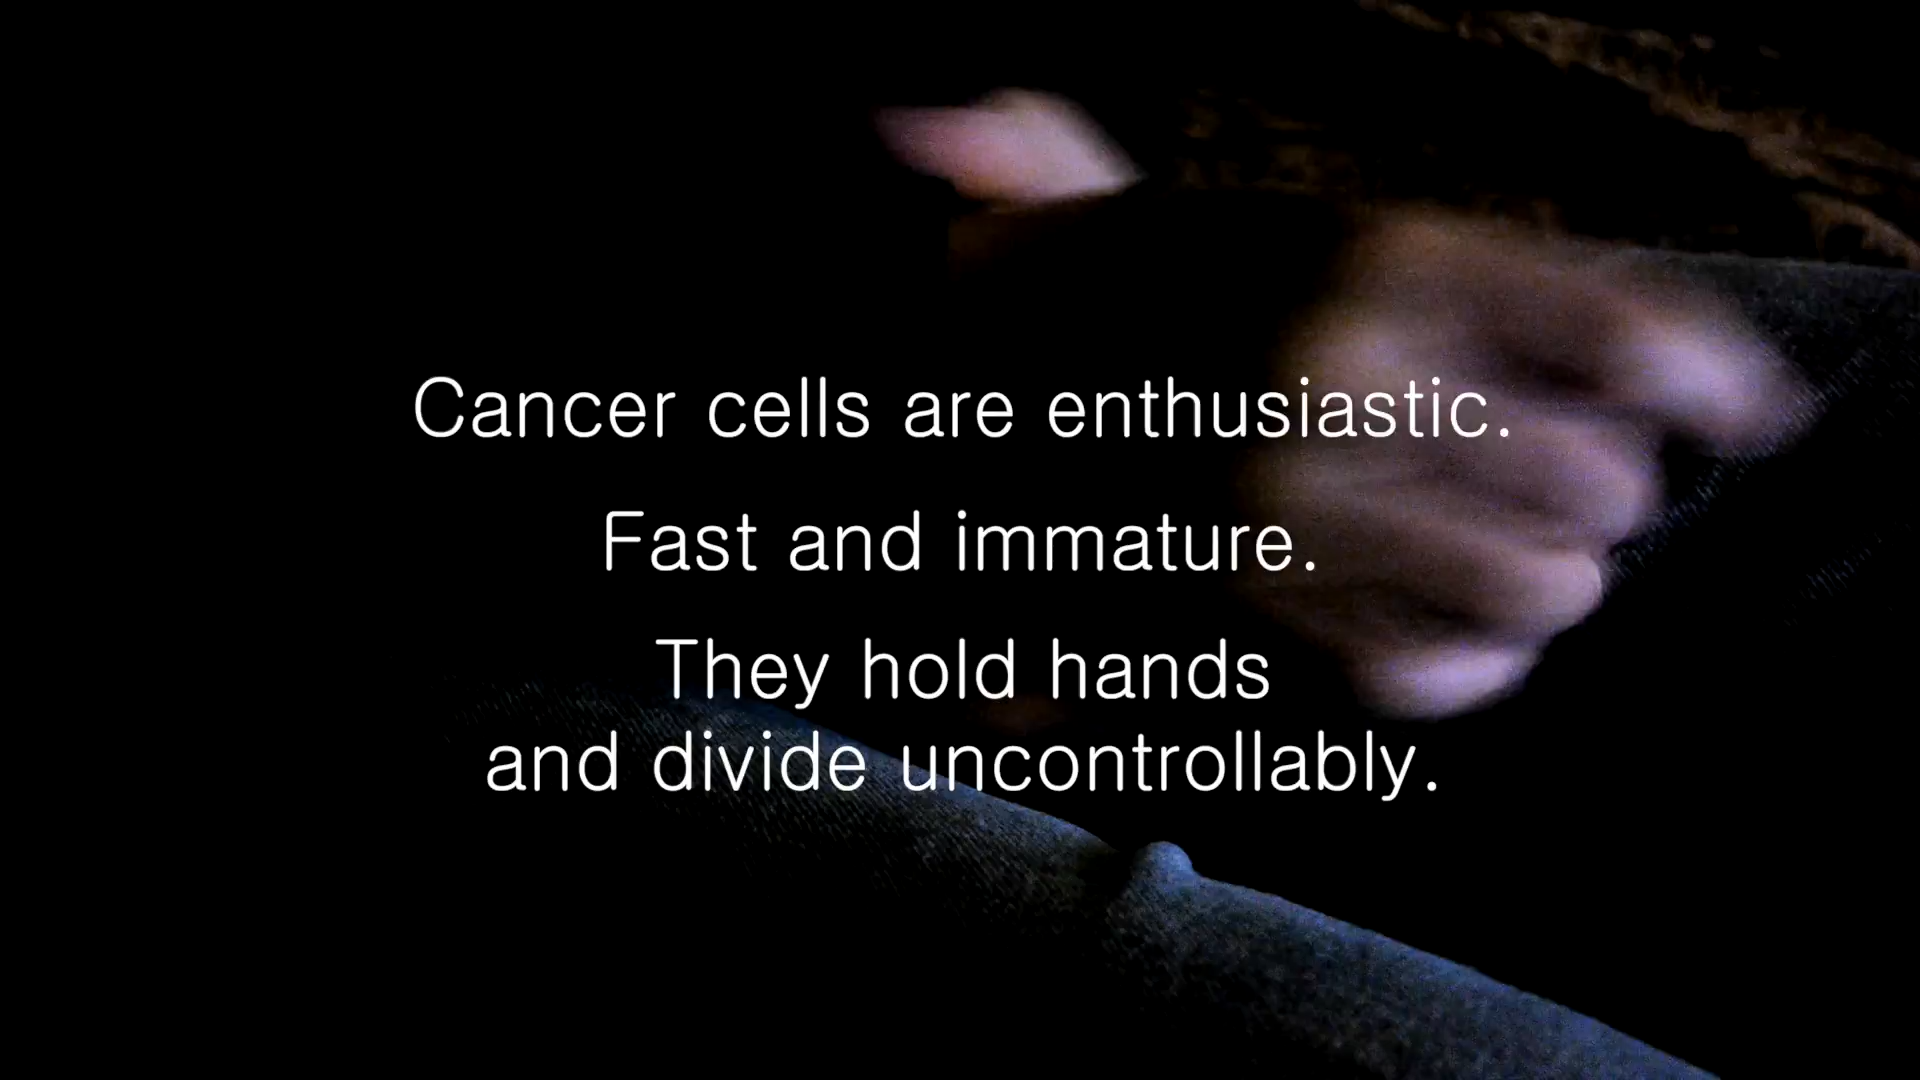 Cancer cells are enthusiastic.
Fast and immature.
They hold hands
and divide uncontrollably.